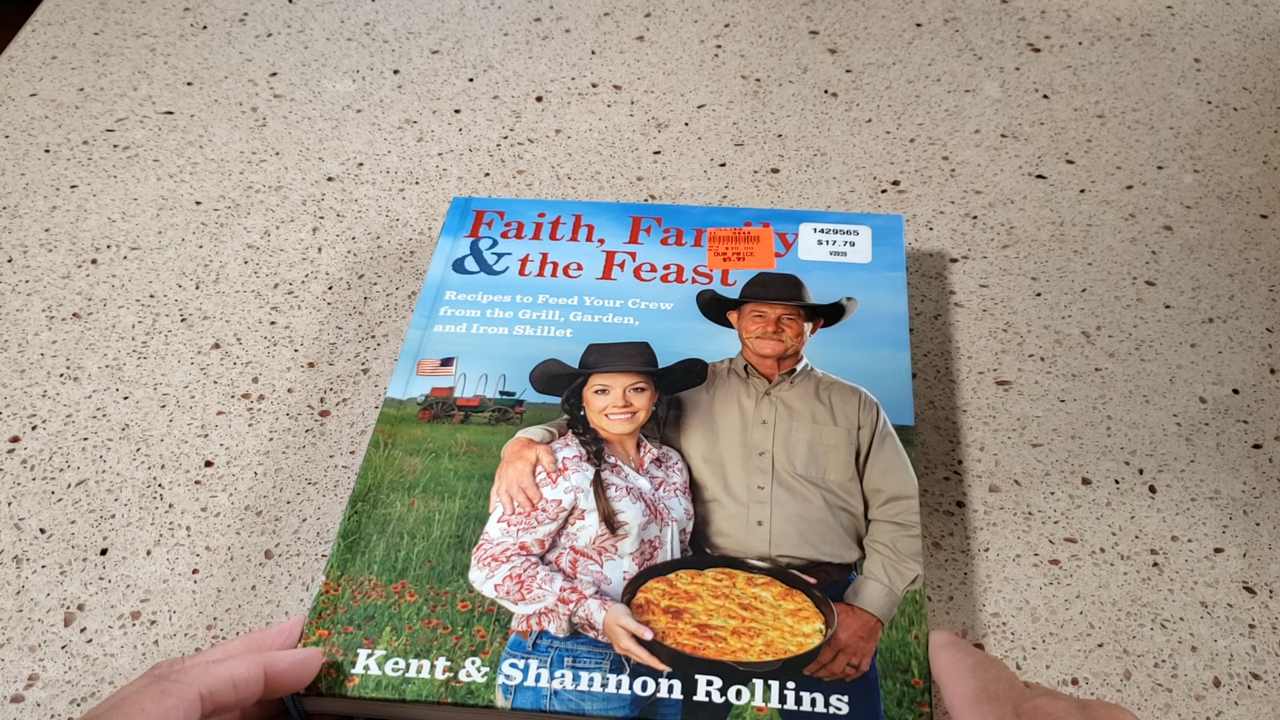 Faith, Family
& the Feast
OUR PRICE
$5.99
1429565
$17.79
V3939
Recipes to Feed Your Crew
from the Grill, Garden,
and Iron Skillet
Kent & Shannon Rollins